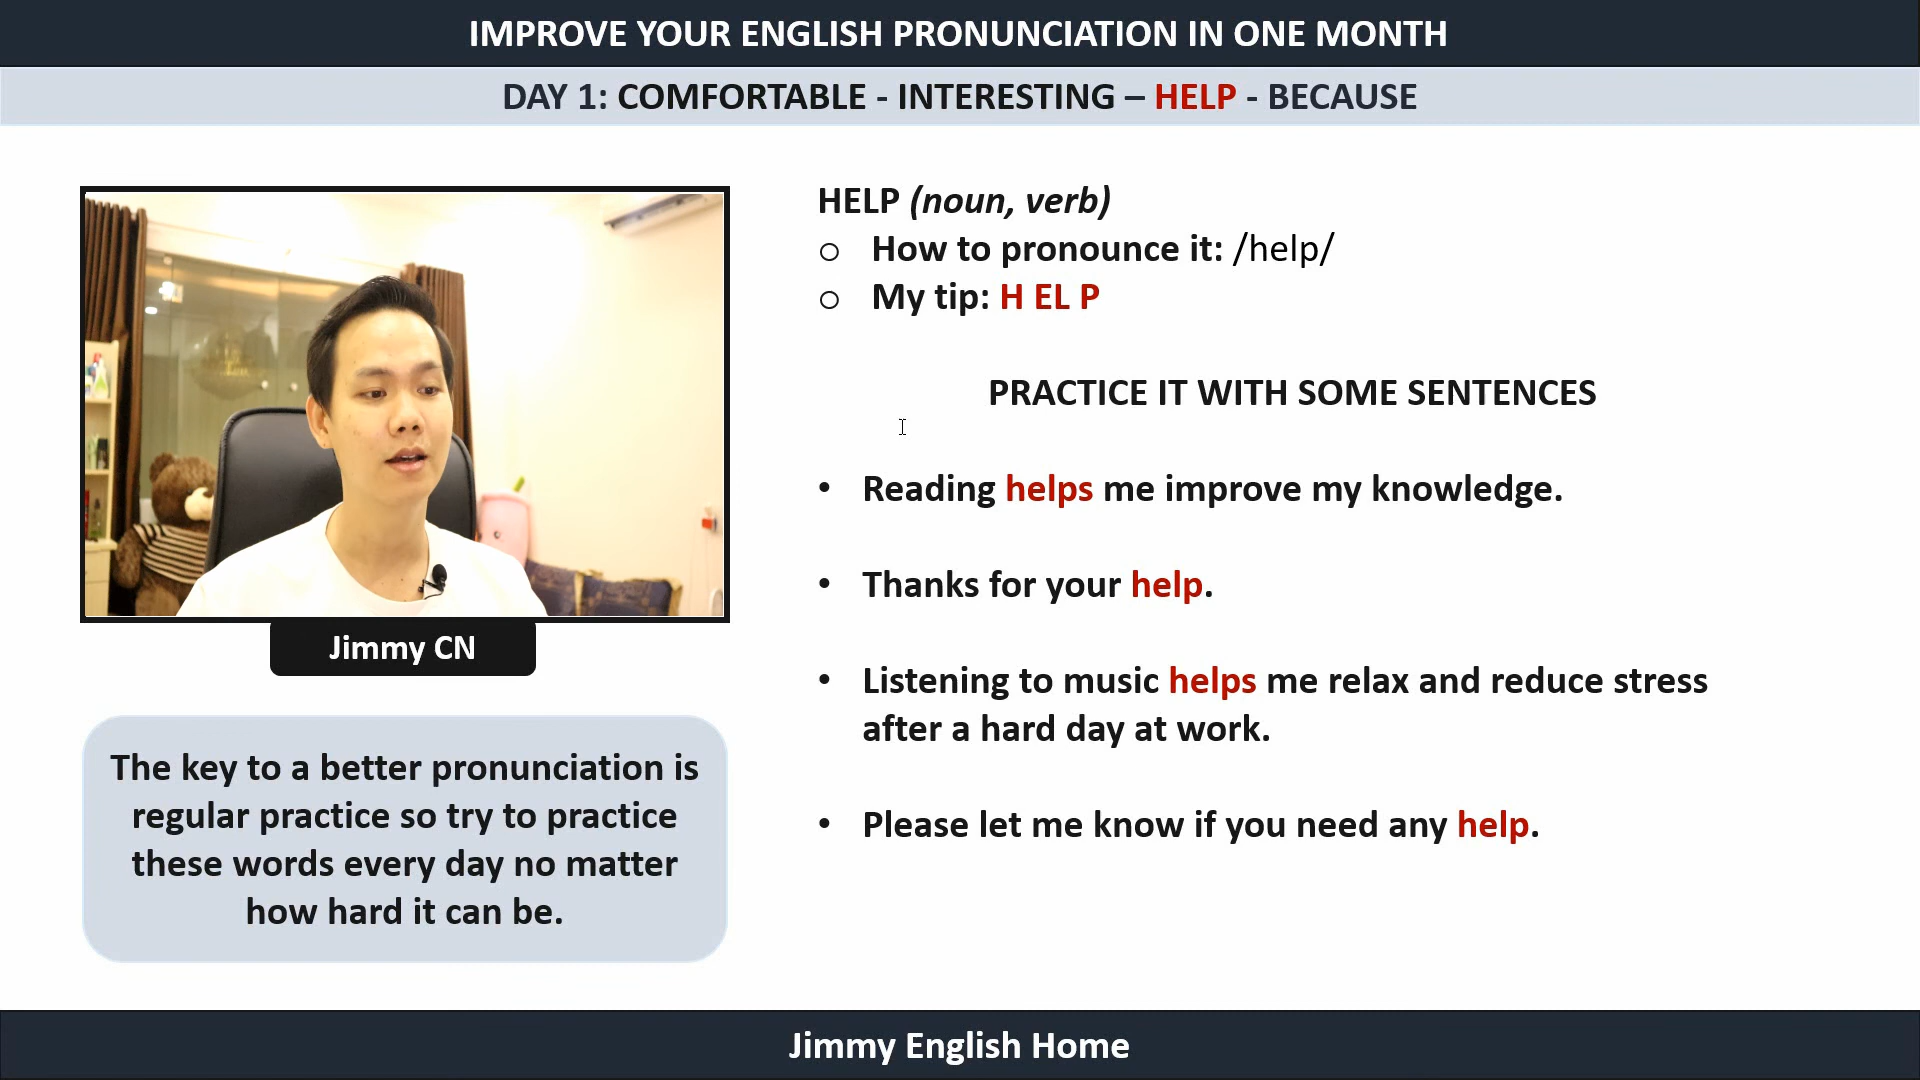 IMPROVE YOUR ENGLISH PRONUNCIATION IN ONE MONTH
DAY 1: COMFORTABLE - INTERESTING – HELP - BECAUSE
HELP (noun, verb)
o How to pronounce it: /help/
o My tip: H EL P
PRACTICE IT WITH SOME SENTENCES
• Reading helps me improve my knowledge.
• Thanks for your help.
• Listening to music helps me relax and reduce stress
after a hard day at work.
• Please let me know if you need any help.
Jimmy CN
The key to a better pronunciation is
regular practice so try to practice
these words every day no matter
how hard it can be.
Jimmy English Home